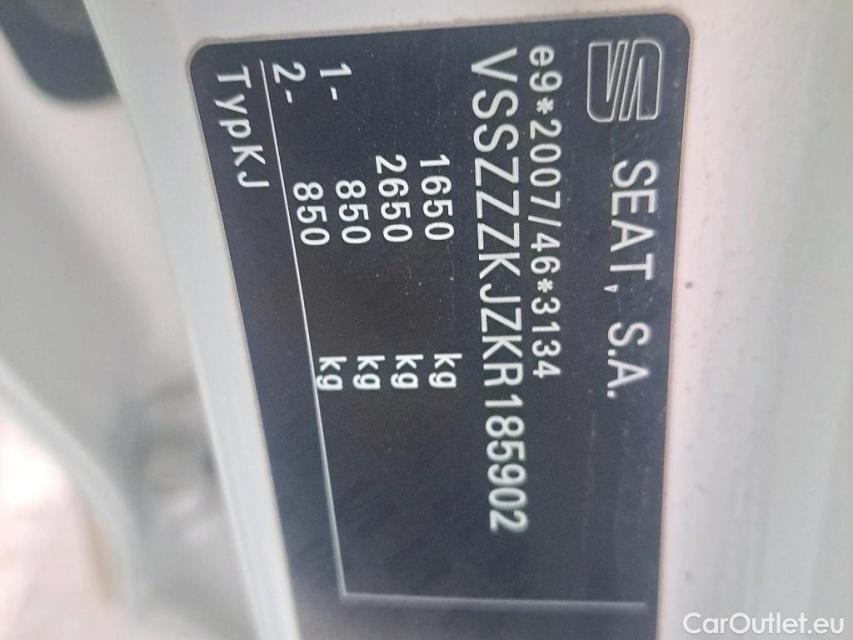 SEAT, S.A.
e9*2007/46*3134
VSSZZZKJZKR185902
1650 kg
2650 kg
1- 850 kg
2- 850 kg
TypKJ
CarOutlet.eu